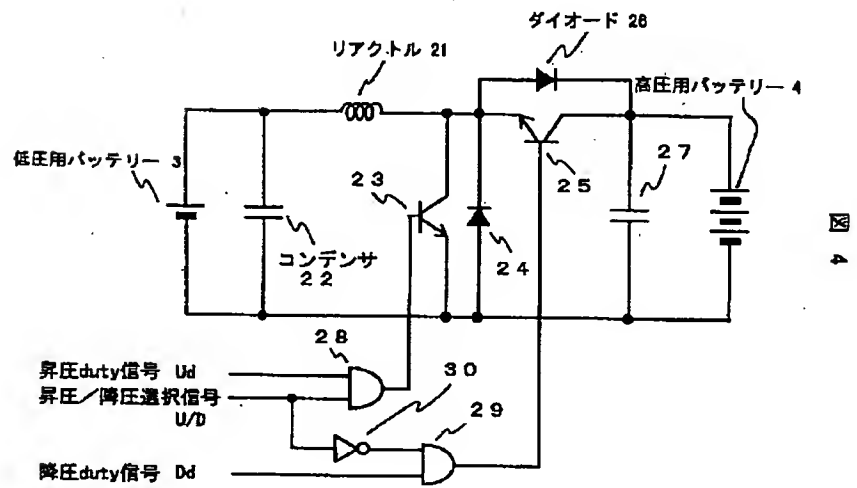 ダイオード 26
リアクトル 21
高圧用バッテリー 4
低圧用バッテリー 3
23
25
27
コンデンサ
22
24
図 4
28
昇圧duty信号 Ud
30
昇圧/降圧選択信号
U/D
29
降圧duty信号 Dd